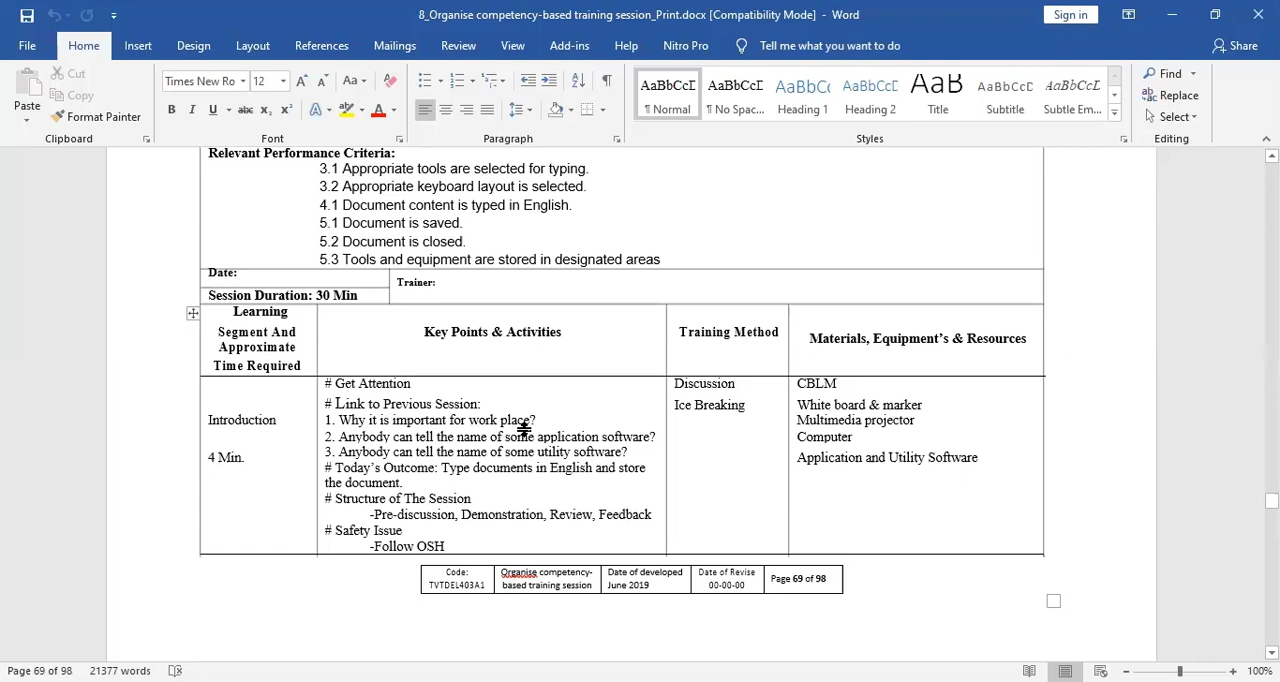 8_Organise competency-based training session_Print.docx [Compatibility Mode] - Word
Sign in
File Home Insert Design Layout References Mailings Review View Add-ins Help Nitro Pro Tell me what you want to do Share
Paste
Cut
Copy
Format Painter
Clipboard
Times New Ro 12
Font
Paragraph
AaBbCcI AaBbCcI AaBbCc AaBbCcI AaB AaBbCcD AaBbCcD
¶ Normal ¶ No Spac... Heading 1 Heading 2 Title Subtitle Subtle Em...
Styles
Find
Replace
Select
Editing
Relevant Performance Criteria:
3.1 Appropriate tools are selected for typing.
3.2 Appropriate keyboard layout is selected.
4.1 Document content is typed in English.
5.1 Document is saved.
5.2 Document is closed.
5.3 Tools and equipment are stored in designated areas
Date:
Session Duration: 30 Min
Trainer:
Learning
Segment And
Approximate
Time Required
Key Points & Activities
Training Method
Materials, Equipment's & Resources
Introduction
4 Min.
# Get Attention
# Link to Previous Session:
1. Why it is important for work place?
2. Anybody can tell the name of some application software?
3. Anybody can tell the name of some utility software?
# Today's Outcome: Type documents in English and store
the document.
# Structure of The Session
-Pre-discussion, Demonstration, Review, Feedback
# Safety Issue
-Follow OSH
Discussion
Ice Breaking
CBLM
White board & marker
Multimedia projector
Computer
Application and Utility Software
Code:
TVTDEL403A1
Organise competency-
based training session
Date of developed
June 2019
Date of Revise
00-00-00
Page 69 of 98
Page 69 of 98 21377 words
100%